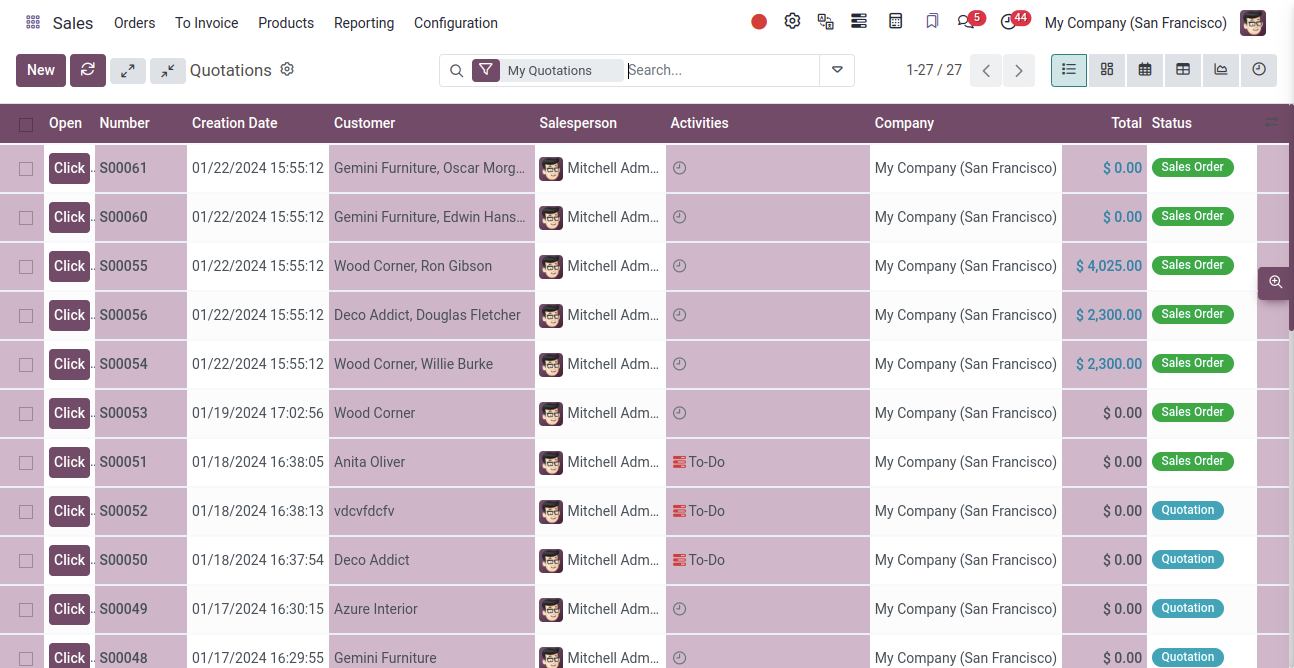 Sales Orders To Invoice Products Reporting Configuration 5 44 My Company (San Francisco)
New Quotations My Quotations Search... 1-27 / 27
Open Number Creation Date Customer Salesperson Activities Company Total Status
Click S00061 01/22/2024 15:55:12 Gemini Furniture, Oscar Morg... Mitchell Adm... My Company (San Francisco) $ 0.00 Sales Order
Click S00060 01/22/2024 15:55:12 Gemini Furniture, Edwin Hans... Mitchell Adm... My Company (San Francisco) $ 0.00 Sales Order
Click S00055 01/22/2024 15:55:12 Wood Corner, Ron Gibson Mitchell Adm... My Company (San Francisco) $ 4,025.00 Sales Order
Click S00056 01/22/2024 15:55:12 Deco Addict, Douglas Fletcher Mitchell Adm... My Company (San Francisco) $ 2,300.00 Sales Order
Click S00054 01/22/2024 15:55:12 Wood Corner, Willie Burke Mitchell Adm... My Company (San Francisco) $ 2,300.00 Sales Order
Click S00053 01/19/2024 17:02:56 Wood Corner Mitchell Adm... My Company (San Francisco) $ 0.00 Sales Order
Click S00051 01/18/2024 16:38:05 Anita Oliver Mitchell Adm... To-Do My Company (San Francisco) $ 0.00 Sales Order
Click S00052 01/18/2024 16:38:13 vdcvfdcfv Mitchell Adm... To-Do My Company (San Francisco) $ 0.00 Quotation
Click S00050 01/18/2024 16:37:54 Deco Addict Mitchell Adm... To-Do My Company (San Francisco) $ 0.00 Quotation
Click S00049 01/17/2024 16:30:15 Azure Interior Mitchell Adm... My Company (San Francisco) $ 0.00 Quotation
Click S00048 01/17/2024 16:29:55 Gemini Furniture Mitchell Adm... My Company (San Francisco) $ 0.00 Quotation